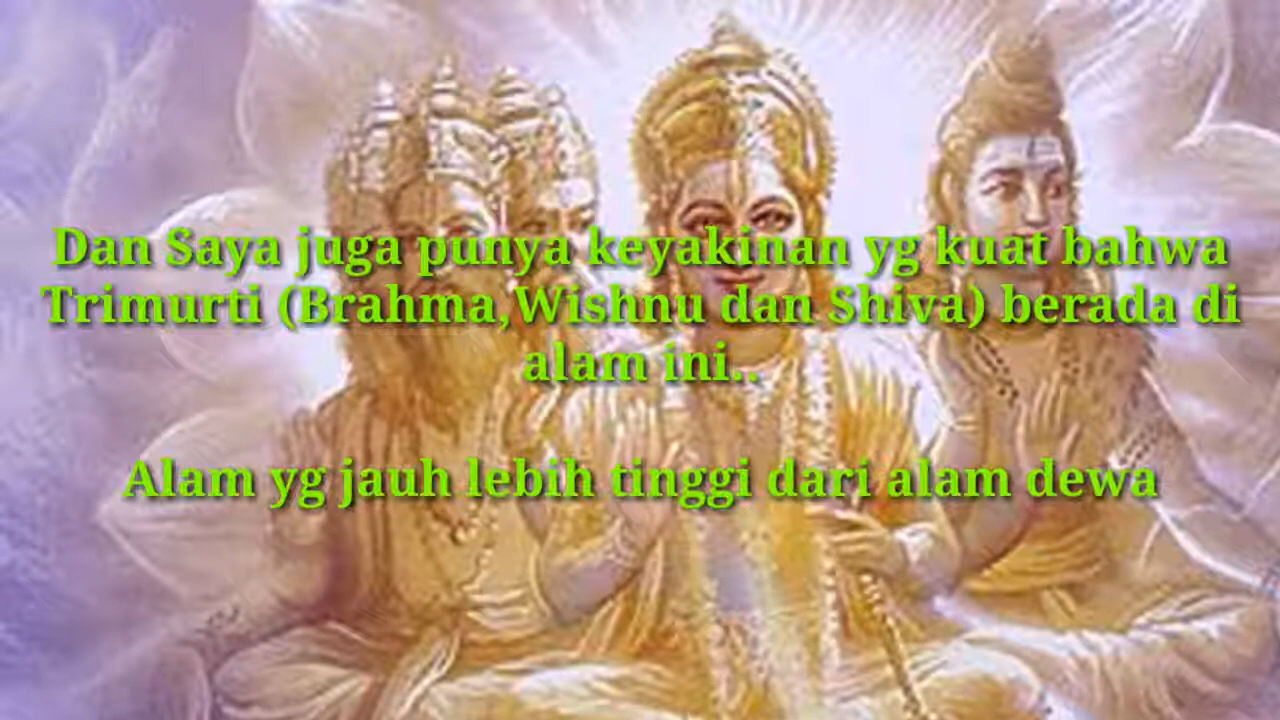 Dan Saya juga punya keyakinan yg kuat bahwa
Trimurti (Brahma,Wishnu dan Shiva) berada di
alam ini..
Alam yg jauh lebih tinggi dari alam dewa